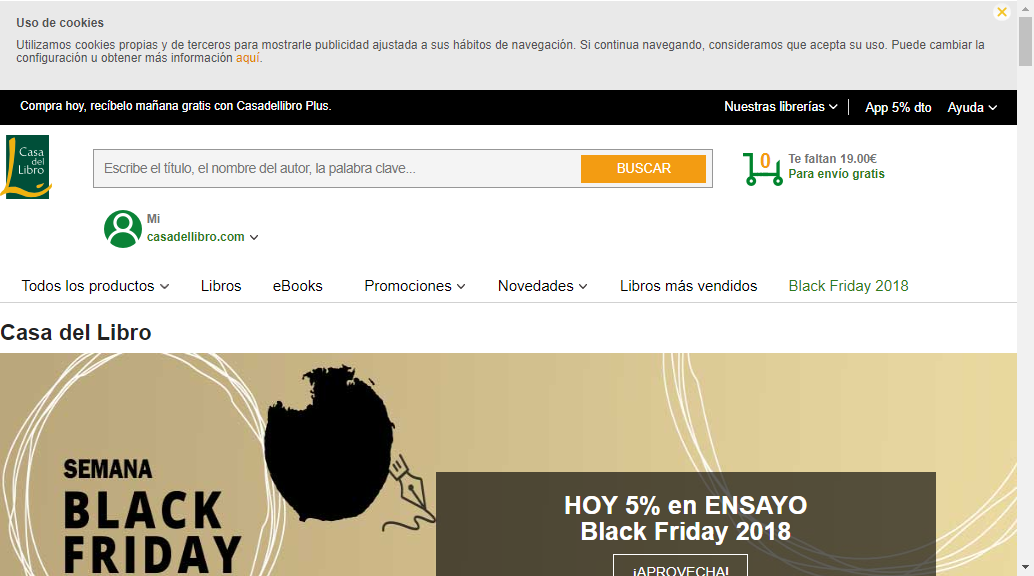 Uso de cookies
Utilizamos cookies propias y de terceros para mostrarle publicidad ajustada a sus hábitos de navegación. Si continua navegando, consideramos que acepta su uso. Puede cambiar la
configuración u obtener más información aquí.
Compra hoy, recíbelo mañana gratis con Casadellibro Plus.
Nuestras librerías
App 5% dto
Ayuda
Casa
del
Libro
Escribe el título, el nombre del autor, la palabra clave...
BUSCAR
0
Te faltan 19.00€
Para envío gratis
Mi
casadellibro.com
Todos los productos
Libros
eBooks
Promociones
Novedades
Libros más vendidos
Black Friday 2018
Casa del Libro
SEMANA
BLACK
FRIDAY
HOY 5% en ENSAYO
Black Friday 2018
¡APROVECHA!